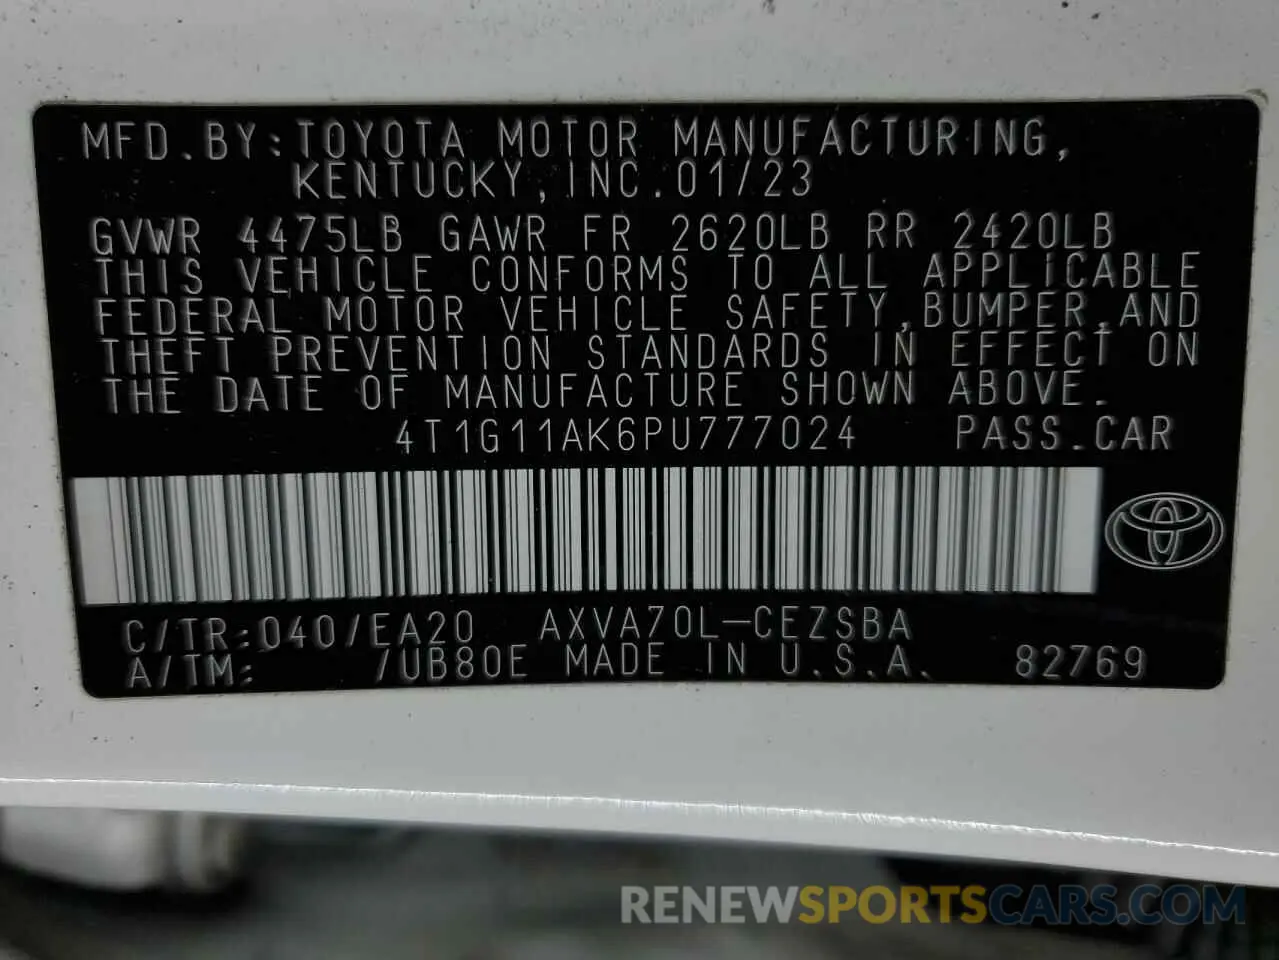 MFD.BY:TOYOTA MOTOR MANUFACTURING,
KENTUCKY,INC.01/23
GVWR 4475LB GAWR FR 2620LB RR 2420LB
THIS VEHICLE CONFORMS TO ALL APPLICABLE
FEDERAL MOTOR VEHICLE SAFETY,BUMPER,AND
THEFT PREVENTION STANDARDS IN EFFECT ON
THE DATE OF MANUFACTURE SHOWN ABOVE.
4T1G11AK6PU777024 PASS.CAR
C/TR:040/EA20 AXVA70L-CEZSBA
A/TM: /UB80E MADE IN U.S.A. 82769
RENEWSPORTSCARS.COM